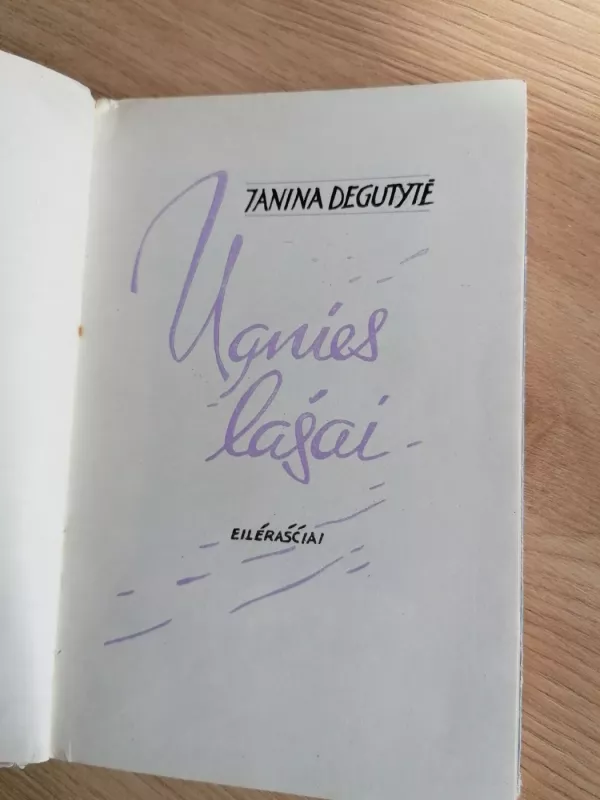 JANINA DEGUTYTĖ
Ugnies
lašai
EILĖRAŠČIAI